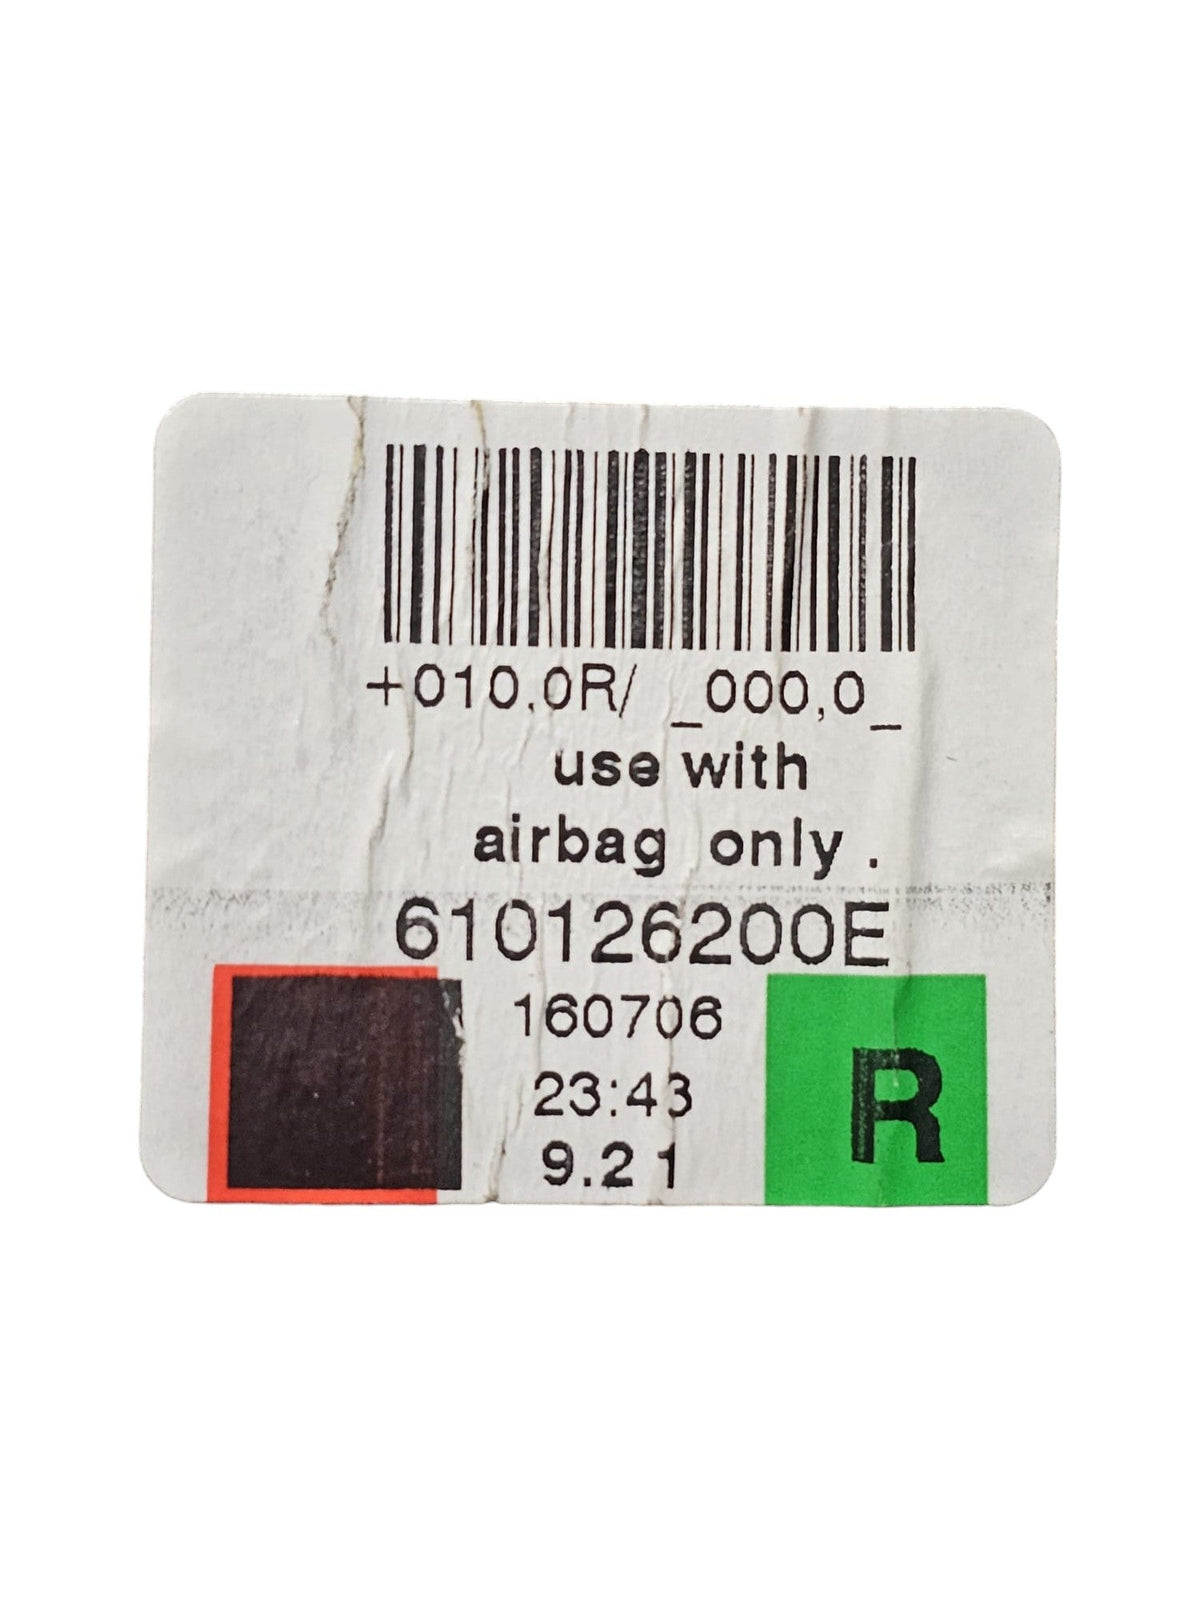 +010.0R/ _000,0_
use with
airbag only .
610126200E
160706
23:43
9.21
R